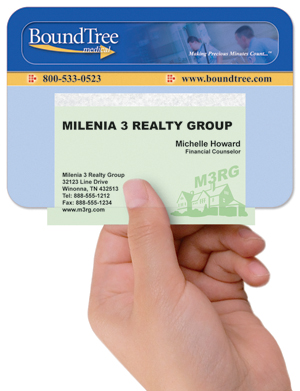 BoundTree
medical
Making Precious Minutes Count...™
800-533-0523
www.boundtree.com
MILENIA 3 REALTY GROUP
Michelle Howard
Financial Counselor
M3RG
Milenia 3 Realty Group
32123 Line Drive
Winonna, TN 432513
Tel: 888-555-1212
Fax: 888-555-1234
www.m3rg.com